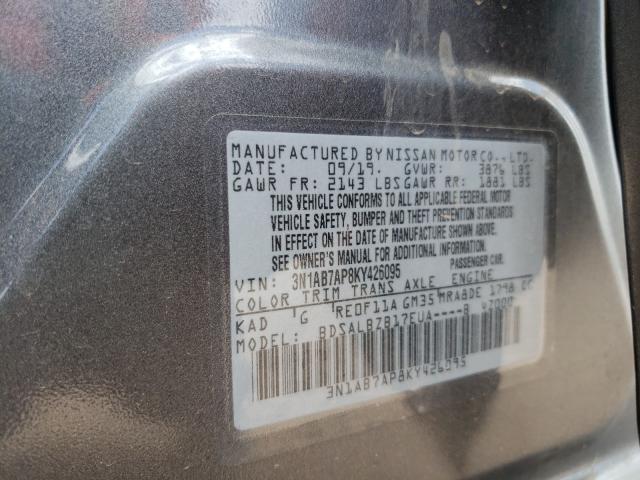 MANUFACTURED BY NISSAN MOTOR CO., LTD.
DATE: 09/19. GVWR: 3876 LBS
GAWR FR: 2143 LBS GAWR RR: 1881 LBS
THIS VEHICLE CONFORMS TO ALL APPLICABLE FEDERAL MOTOR
VEHICLE SAFETY, BUMPER AND THEFT PREVENTION STANDARDS
IN EFFECT ON THE DATE OF MANUFACTURE SHOWN ABOVE.
SEE OWNER'S MANUAL FOR ADDITIONAL INFORMATION.
VIN: 3N1AB7AP8KY426095 PASSENGER CAR.
COLOR TRIM TRANS AXLE ENGINE
KAD G RE0F11A GM35 MRA8DE 1798 CC
MODEL: BDSALBZB17EUA----B V7000
3N1AB7AP8KY426095